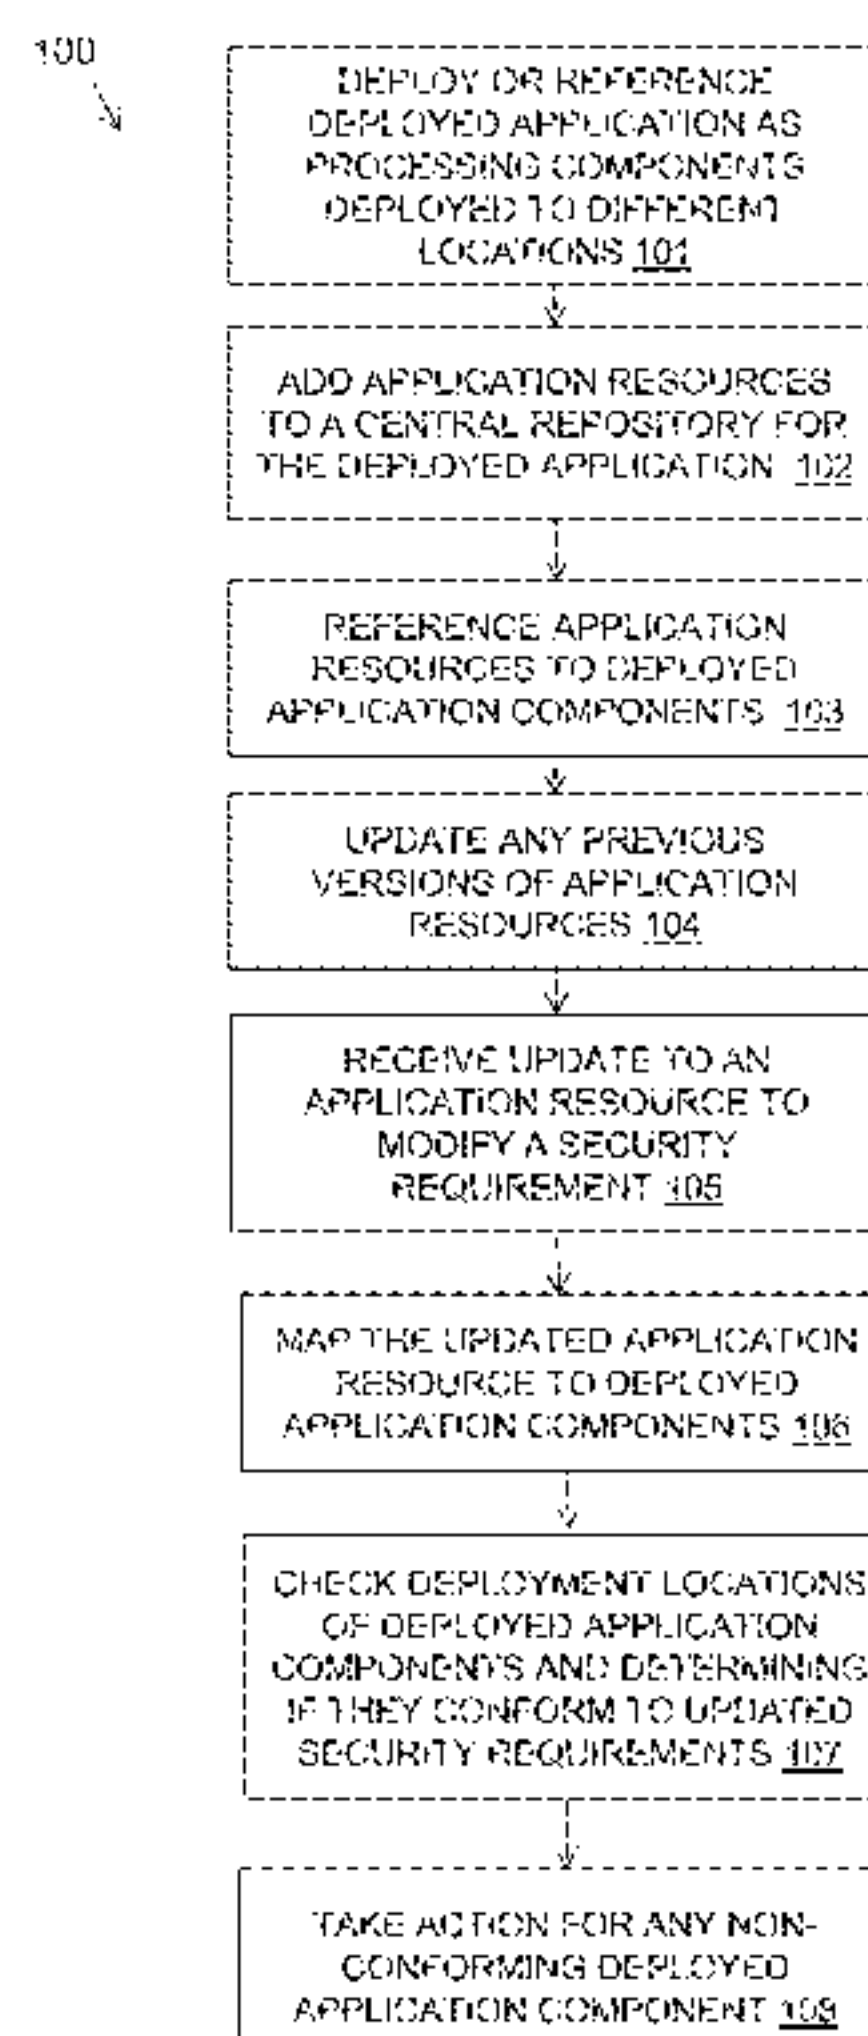 100
DEPLOY OR REFERENCE
DEPLOYED APPLICATION AS
PROCESSING COMPONENTS
DEPLOYED TO DIFFERENT
LOCATIONS 101
ADD APPLICATION RESOURCES
TO A CENTRAL REPOSITORY FOR
THE DEPLOYED APPLICATION 102
REFERENCE APPLICATION
RESOURCES TO DEPLOYED
APPLICATION COMPONENTS 103
UPDATE ANY PREVIOUS
VERSIONS OF APPLICATION
RESOURCES 104
RECEIVE UPDATE TO AN
APPLICATION RESOURCE TO
MODIFY A SECURITY
REQUIREMENT 105
MAP THE UPDATED APPLICATION
RESOURCE TO DEPLOYED
APPLICATION COMPONENTS 106
CHECK DEPLOYMENT LOCATIONS
OF DEPLOYED APPLICATION
COMPONENTS AND DETERMINING
IF THEY CONFORM TO UPDATED
SECURITY REQUIREMENTS 107
TAKE ACTION FOR ANY NON-
CONFORMING DEPLOYED
APPLICATION COMPONENT